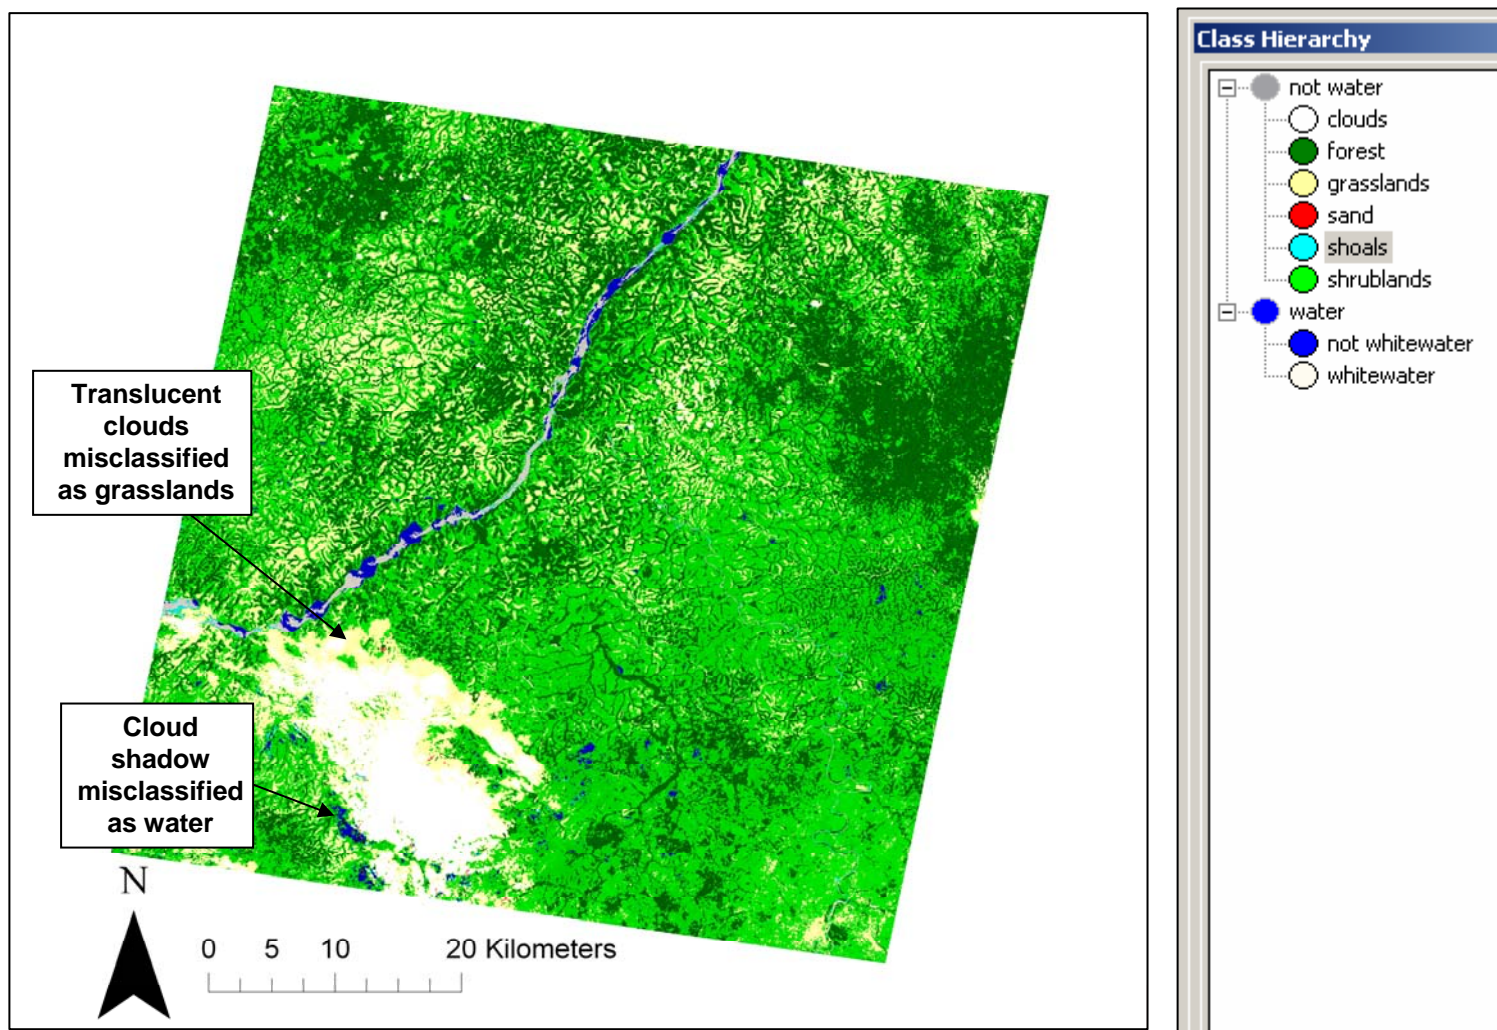 Translucent
clouds
misclassified
as grasslands
Cloud
shadow
misclassified
as water
N
0 5 10 20 Kilometers
Class Hierarchy
not water
clouds
forest
grasslands
sand
shoals
shrublands
water
not whitewater
whitewater